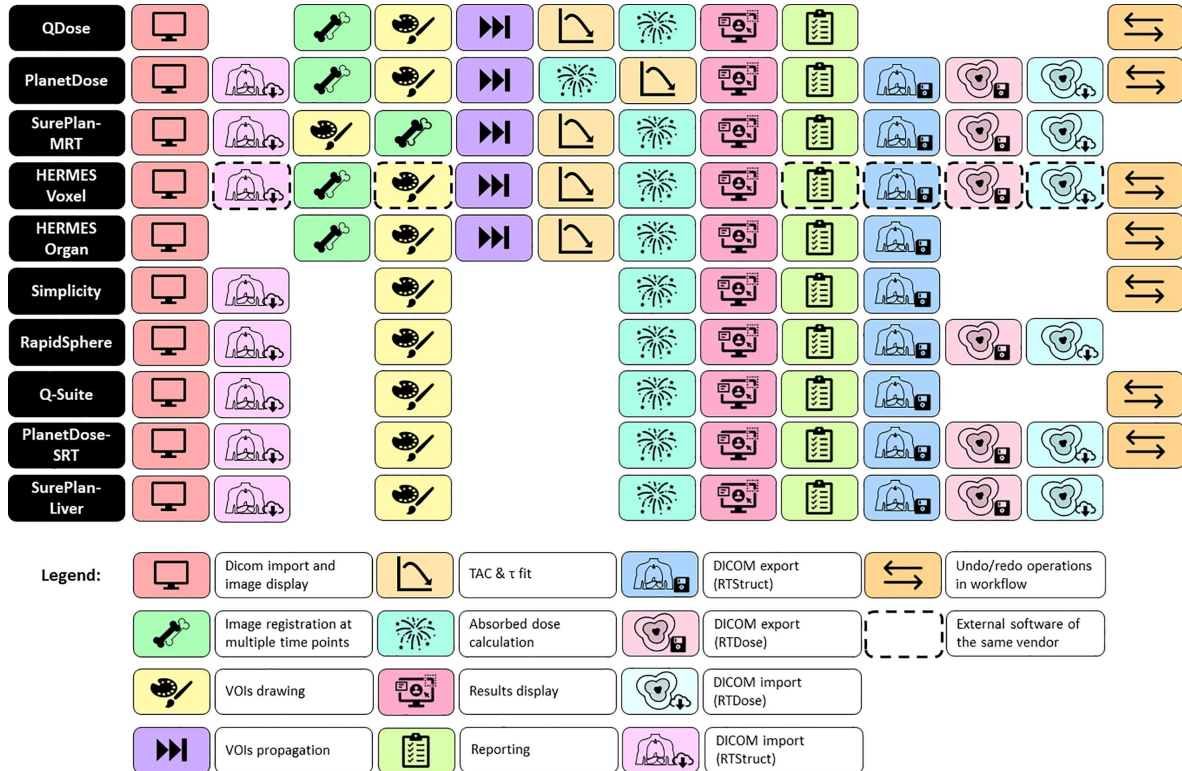 QDose
PlanetDose
SurePlan-
MRT
HERMES
Voxel
HERMES
Organ
Simplicity
RapidSphere
Q-Suite
PlanetDose-
SRT
SurePlan-
Liver
Legend:
Dicom import and
image display
TAC & τ fit
DICOM export
(RTStruct)
Undo/redo operations
in workflow
Image registration at
multiple time points
Absorbed dose
calculation
DICOM export
(RTDose)
External software of
the same vendor
VOIs drawing
Results display
DICOM import
(RTDose)
VOIs propagation
Reporting
DICOM import
(RTStruct)